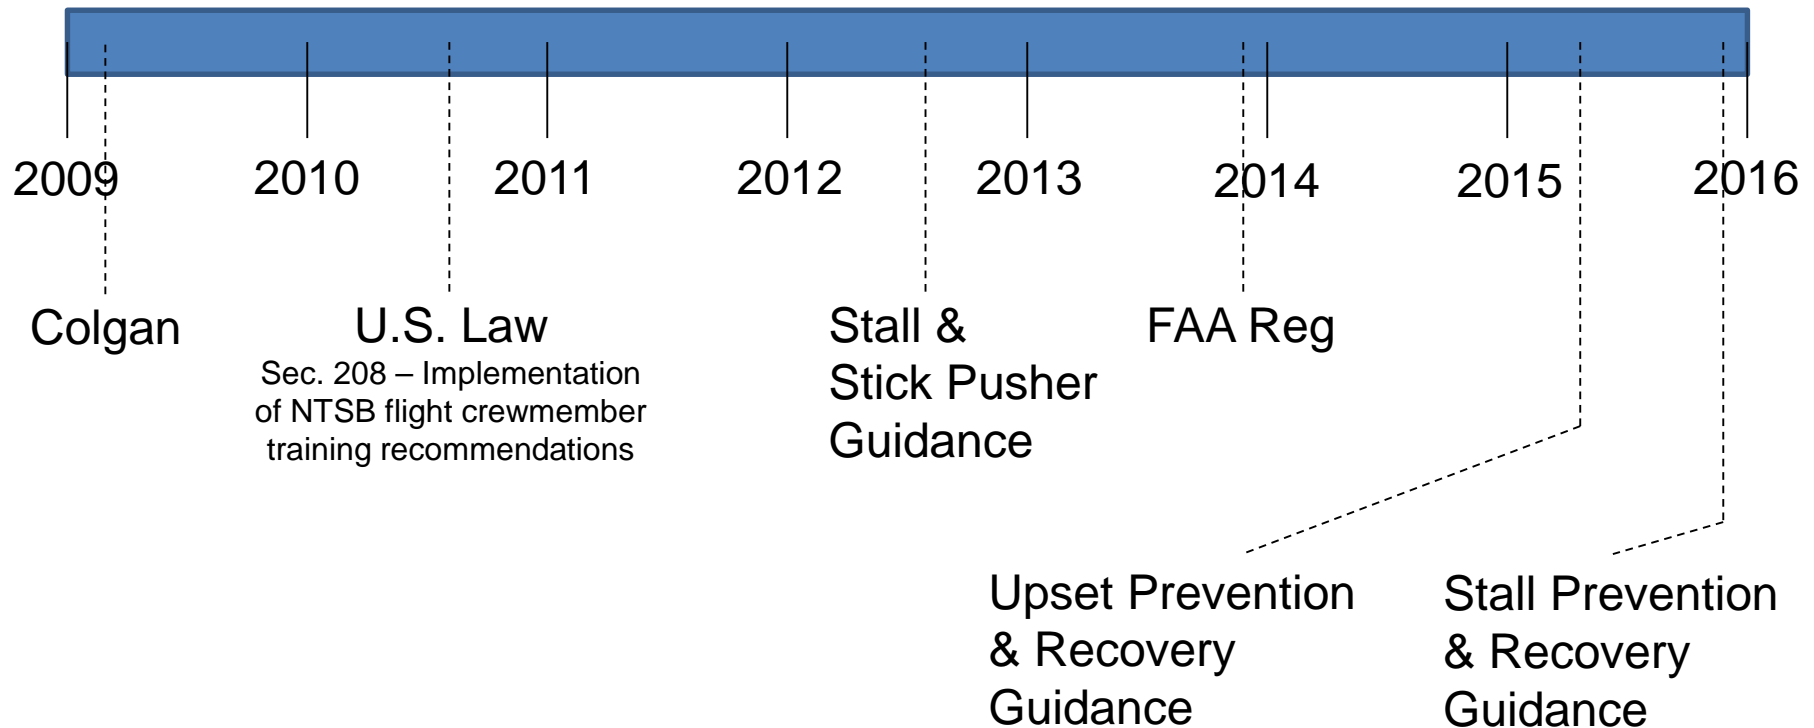 2009 2010 2011 2012 2013 2014 2015 2016
Colgan
U.S. Law
Sec. 208 – Implementation
of NTSB flight crewmember
training recommendations
Stall &
Stick Pusher
Guidance
FAA Reg
Upset Prevention
& Recovery
Guidance
Stall Prevention
& Recovery
Guidance